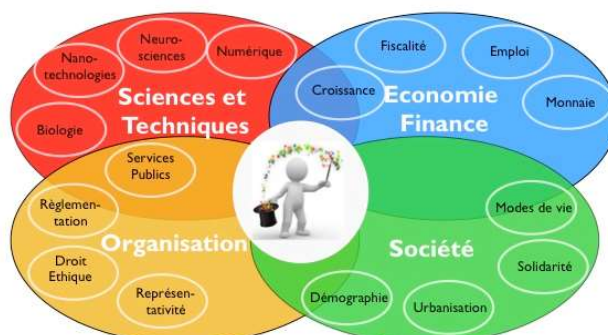 Neuro-
sciences
Numérique
Nano-
technologies
Biologie
Sciences et
Techniques
Fiscalité
Emploi
Croissance
Monnaie
Economie
Finance
Services
Publics
Règlemen-
tation
Organisation
Droit
Ethique
Représen-
tativité
Modes de vie
Société
Solidarité
Démographie
Urbanisation